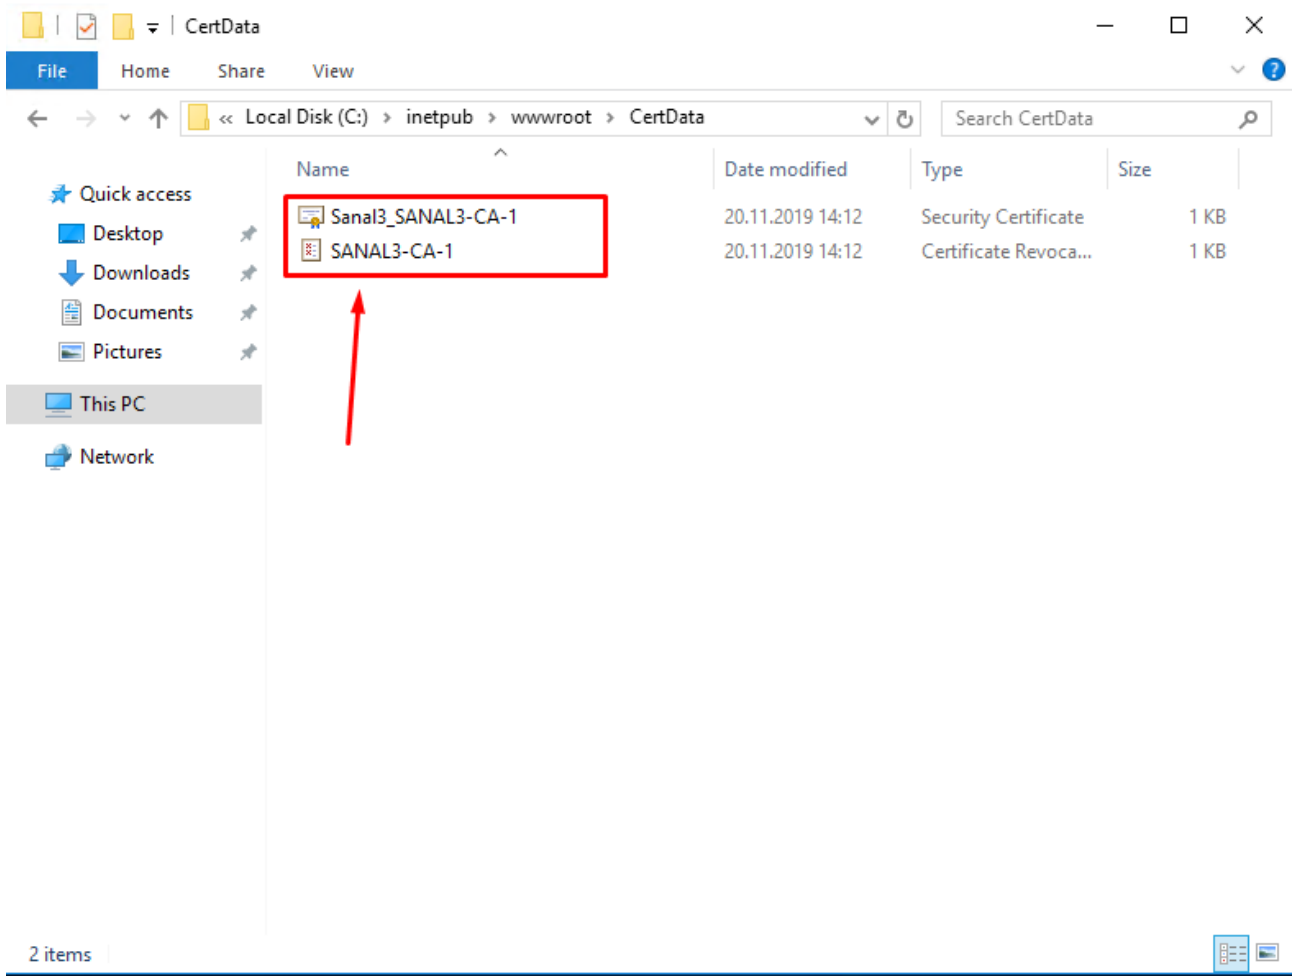 CertData
File Home Share View
« Local Disk (C:) > inetpub > wwwroot > CertData Search CertData
Name Date modified Type Size
Quick access
Desktop
Downloads
Documents
Pictures
This PC
Network
Sanal3_SANAL3-CA-1 20.11.2019 14:12 Security Certificate 1 KB
SANAL3-CA-1 20.11.2019 14:12 Certificate Revoca... 1 KB
2 items